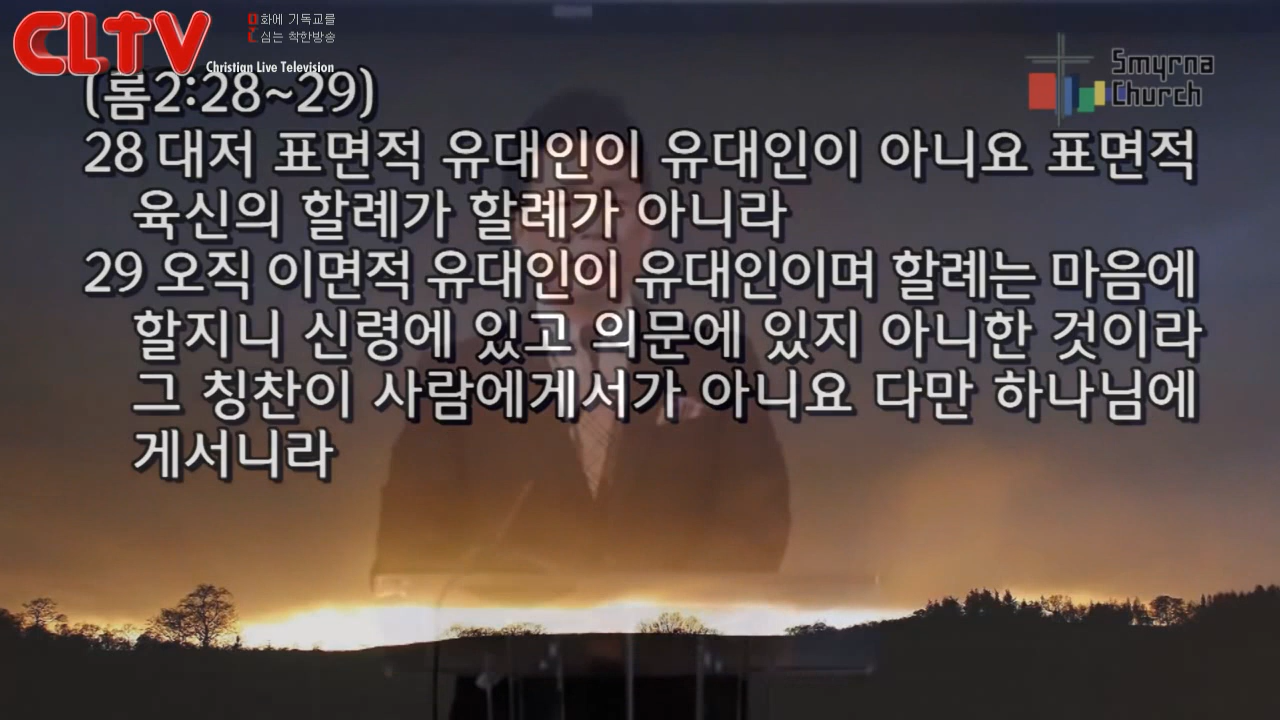 CLTV
문화에 기독교를
심는 착한방송
Christian Live Television
Smyrna
Church
(롬2:28~29)
28 대저 표면적 유대인이 유대인이 아니요 표면적
육신의 할례가 할례가 아니라
29 오직 이면적 유대인이 유대인이며 할례는 마음에
할지니 신령에 있고 의문에 있지 아니한 것이라
그 칭찬이 사람에게서가 아니요 다만 하나님에
게서니라